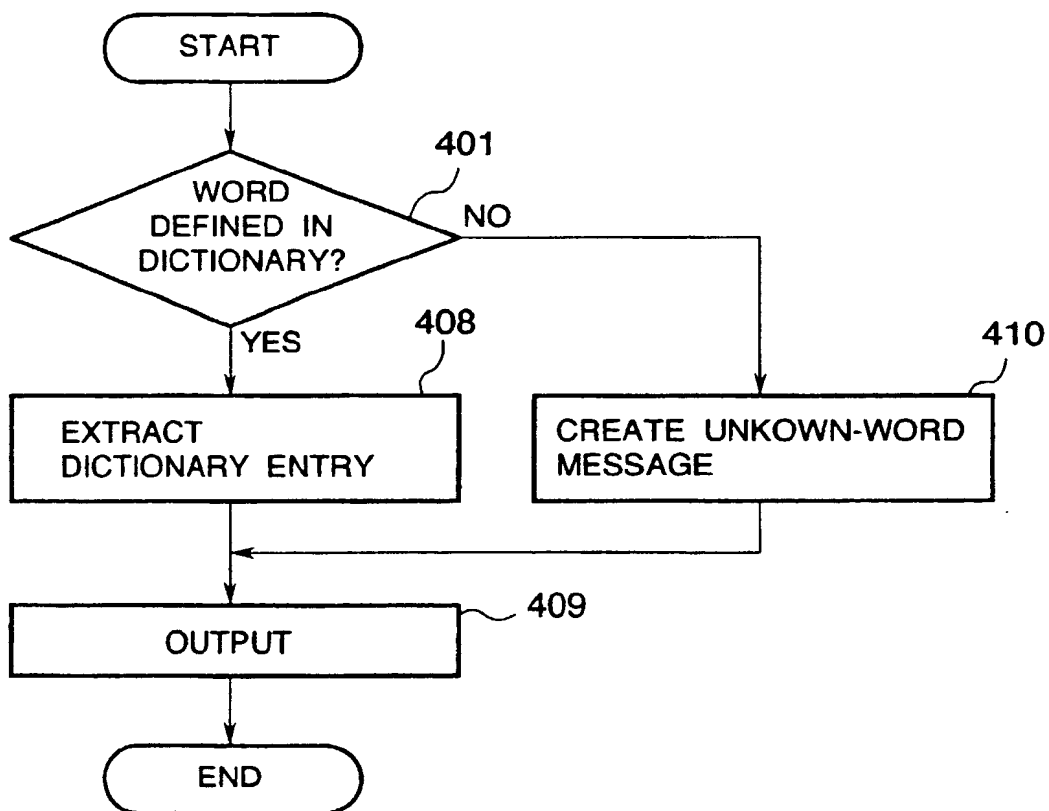 START
401
WORD
DEFINED IN
DICTIONARY?
NO
YES
408
410
EXTRACT
DICTIONARY ENTRY
CREATE UNKOWN-WORD
MESSAGE
409
OUTPUT
END